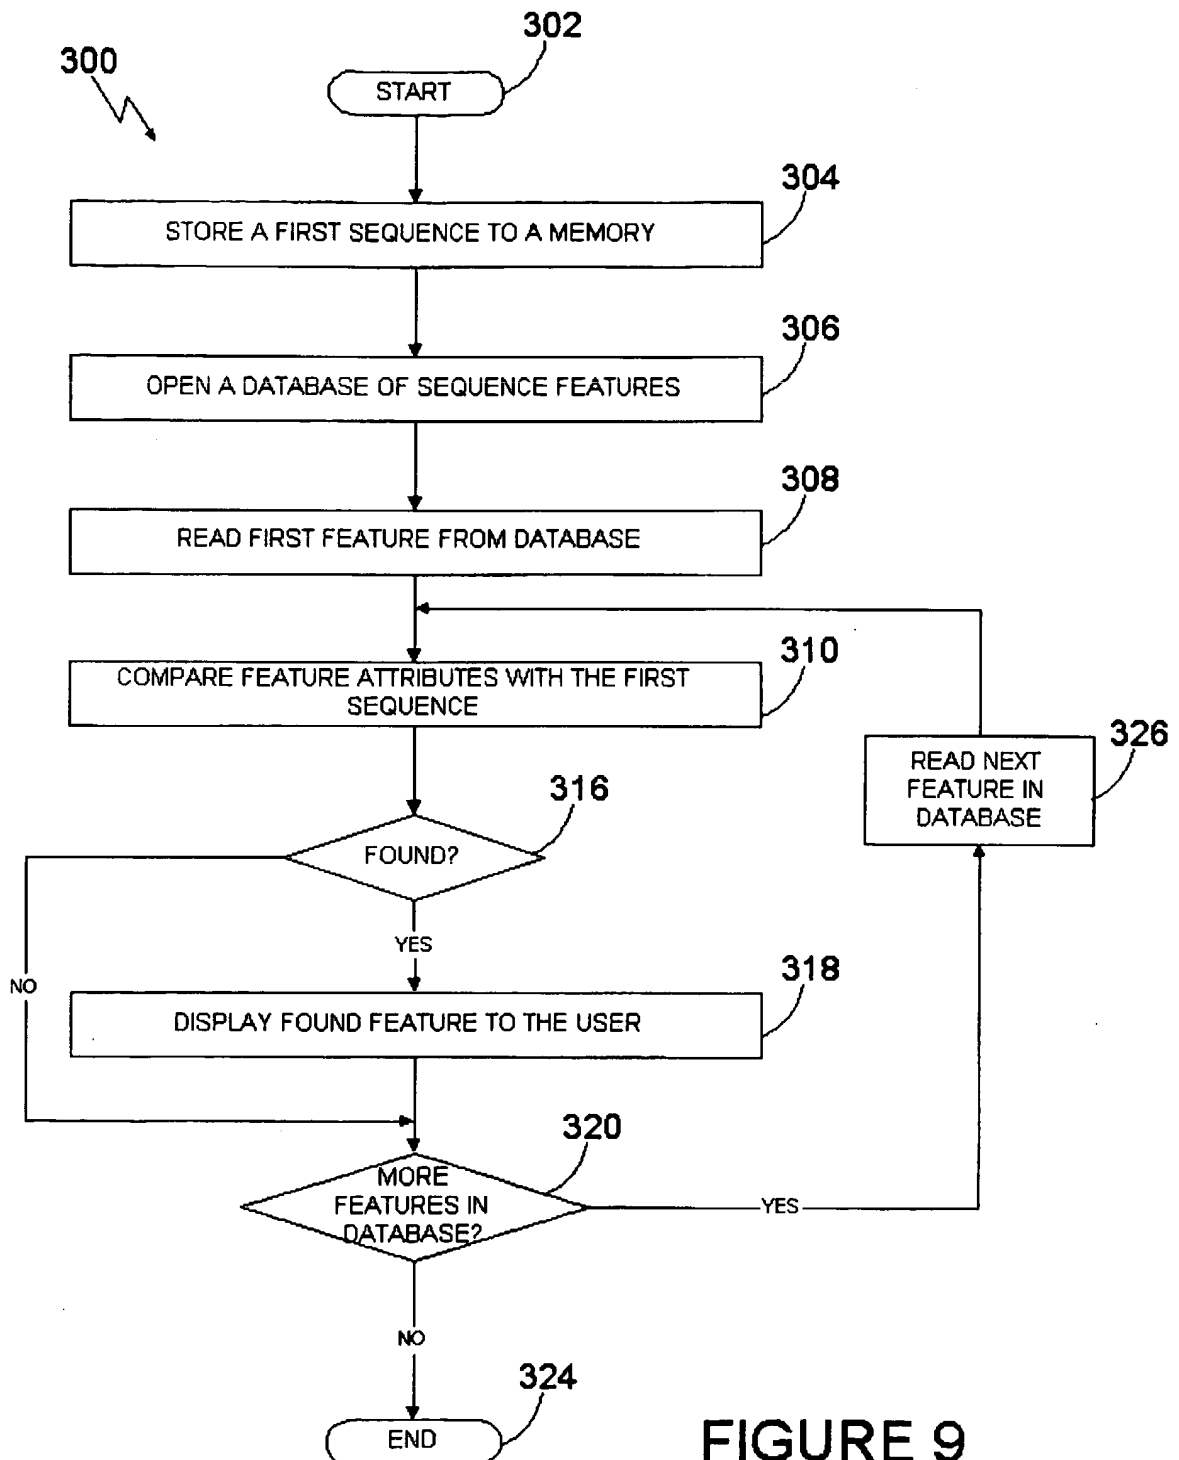 302
300
START
304
STORE A FIRST SEQUENCE TO A MEMORY
306
OPEN A DATABASE OF SEQUENCE FEATURES
308
READ FIRST FEATURE FROM DATABASE
310
COMPARE FEATURE ATTRIBUTES WITH THE FIRST
SEQUENCE
326
READ NEXT
FEATURE IN
DATABASE
316
FOUND?
YES
NO
318
DISPLAY FOUND FEATURE TO THE USER
320
MORE
FEATURES IN
DATABASE?
YES
NO
324
END
FIGURE 9